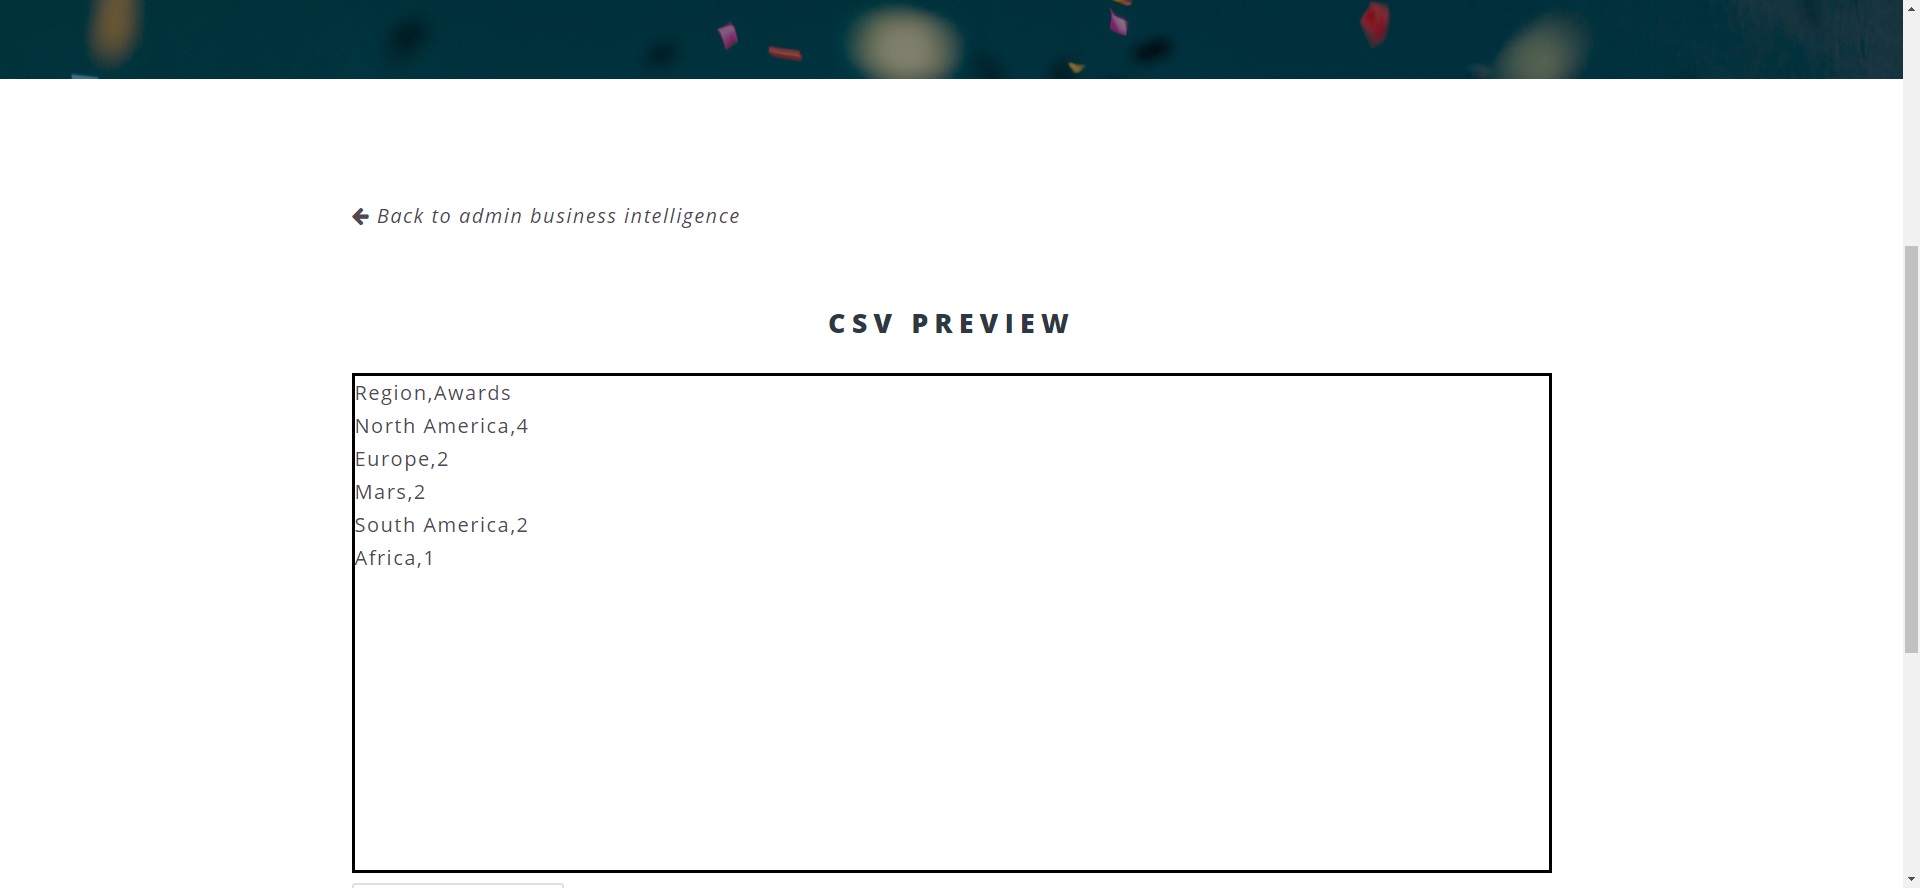 Back to admin business intelligence
CSV PREVIEW
Region,Awards
North America,4
Europe,2
Mars,2
South America,2
Africa,1